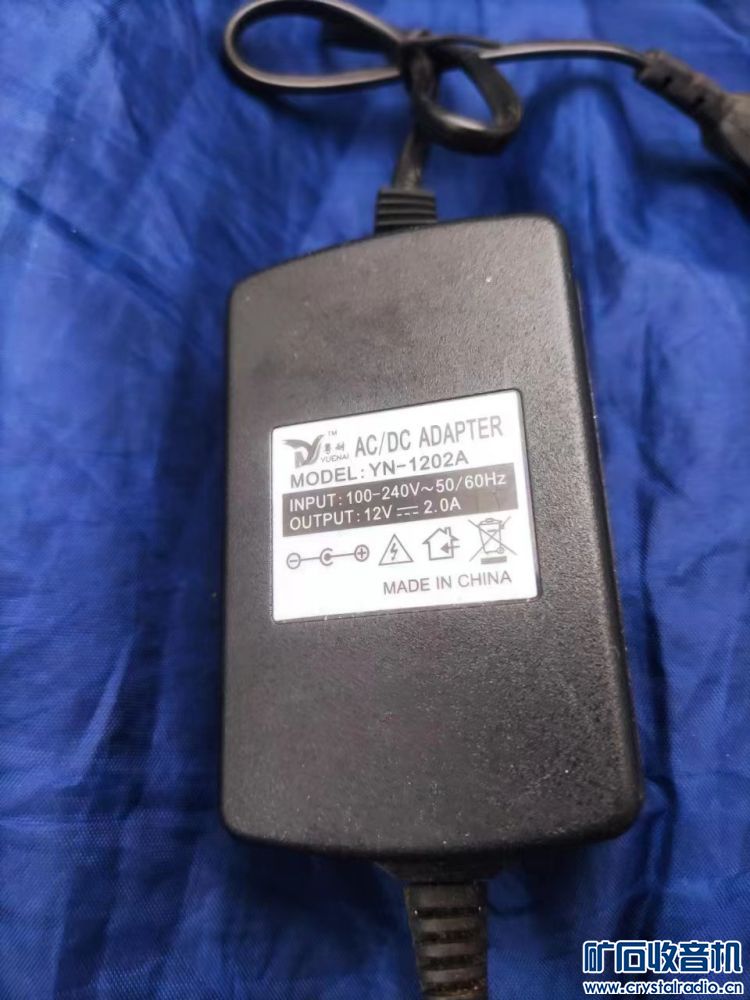 TM
YUENAI
AC/DC ADAPTER
MODEL: YN-1202A
INPUT: 100-240V～50/60Hz
OUTPUT: 12V⎓2.0A
MADE IN CHINA
矿石收音机
www.crystalradio.cn